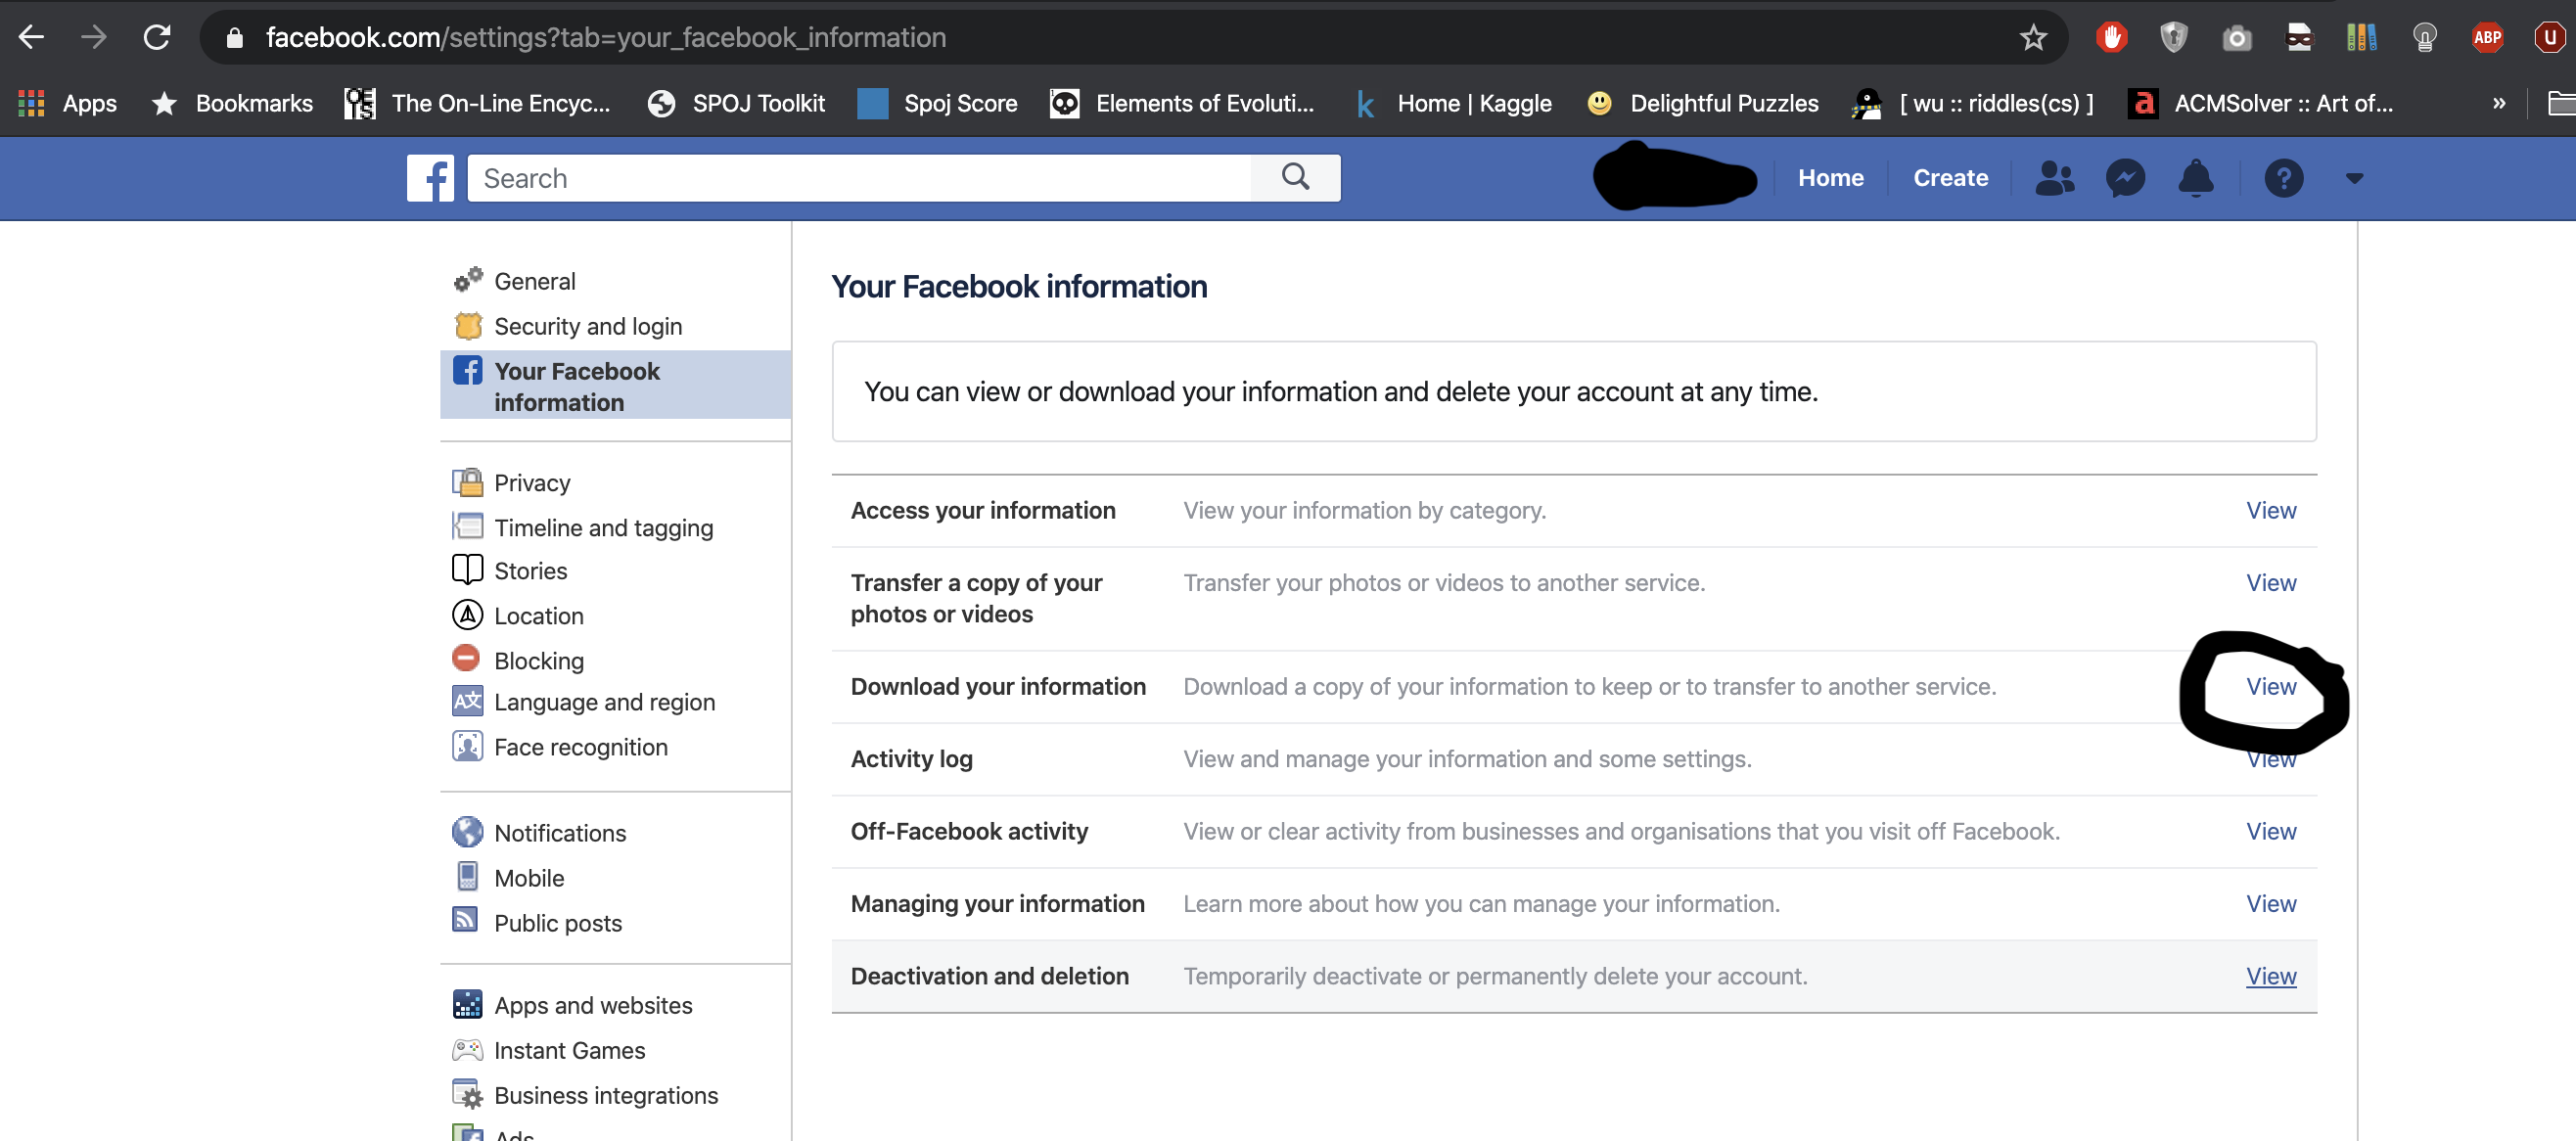 facebook.com/settings?tab=your_facebook_information
ABP
U
Apps
Bookmarks
OE
IS
The On-Line Encyc...
SPOJ Toolkit
Spoj Score
Elements of Evoluti...
k
Home | Kaggle
Delightful Puzzles
[ wu :: riddles(cs) ]
a
ACMSolver :: Art of...
»
f
Search
Home
Create
?
General
Security and login
Your Facebook
information
Privacy
Timeline and tagging
Stories
Location
Blocking
Language and region
Face recognition
Notifications
Mobile
Public posts
Apps and websites
Instant Games
Business integrations
Ads
Your Facebook information
You can view or download your information and delete your account at any time.
Access your information View your information by category. View
Transfer a copy of your Transfer your photos or videos to another service. View
photos or videos
Download your information Download a copy of your information to keep or to transfer to another service. View
Activity log View and manage your information and some settings. View
Off-Facebook activity View or clear activity from businesses and organisations that you visit off Facebook. View
Managing your information Learn more about how you can manage your information. View
Deactivation and deletion Temporarily deactivate or permanently delete your account. View